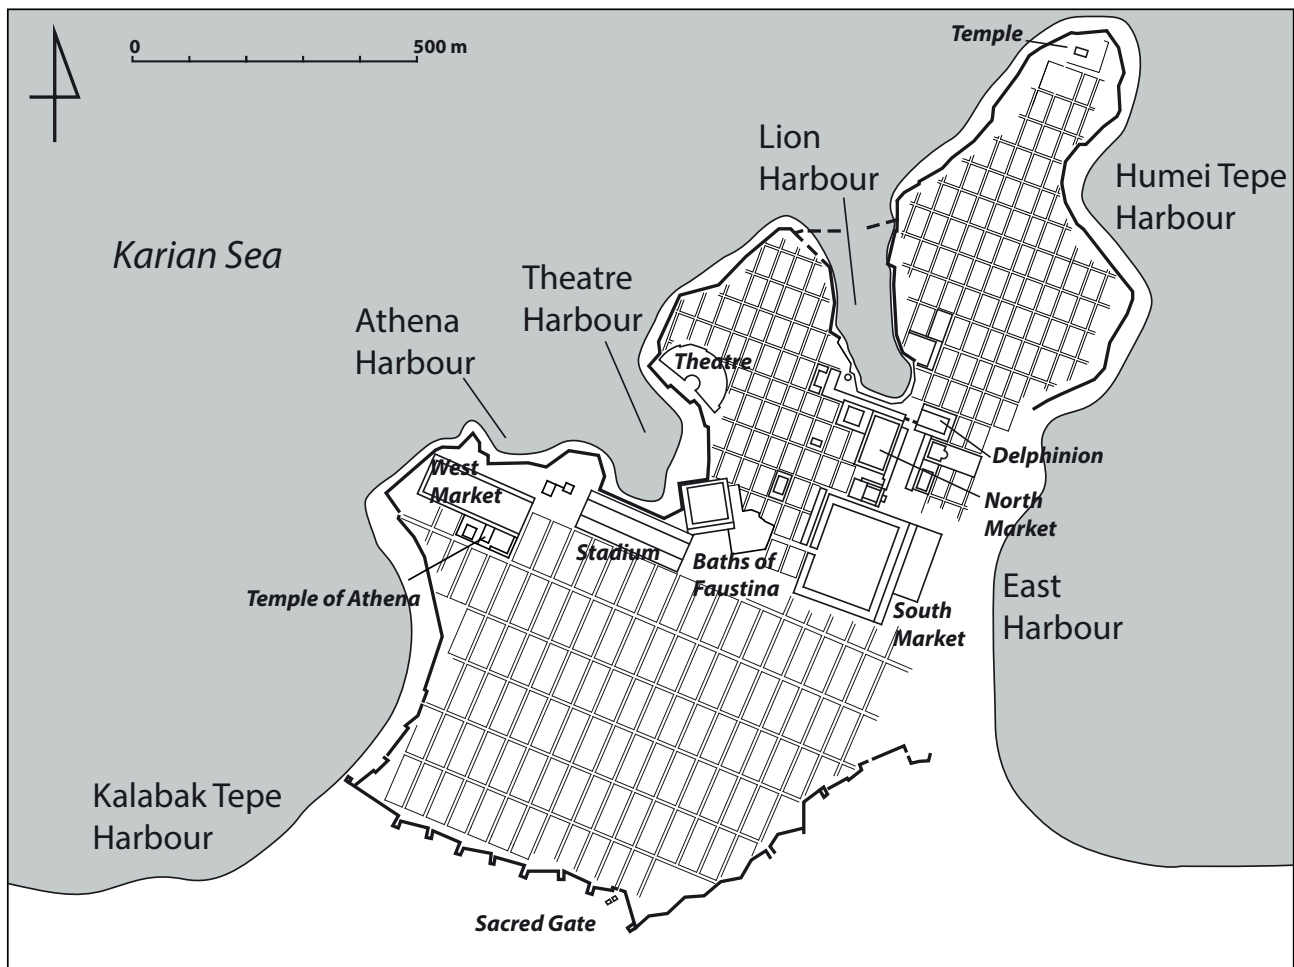 0
500 m
Temple
Lion
Harbour
Humei Tepe
Harbour
Karian Sea
Theatre
Harbour
Athena
Harbour
Theatre
West
Market
Delphinion
North
Market
Stadium
Baths of
Faustina
Temple of Athena
East
Harbour
South
Market
Kalabak Tepe
Harbour
Sacred Gate